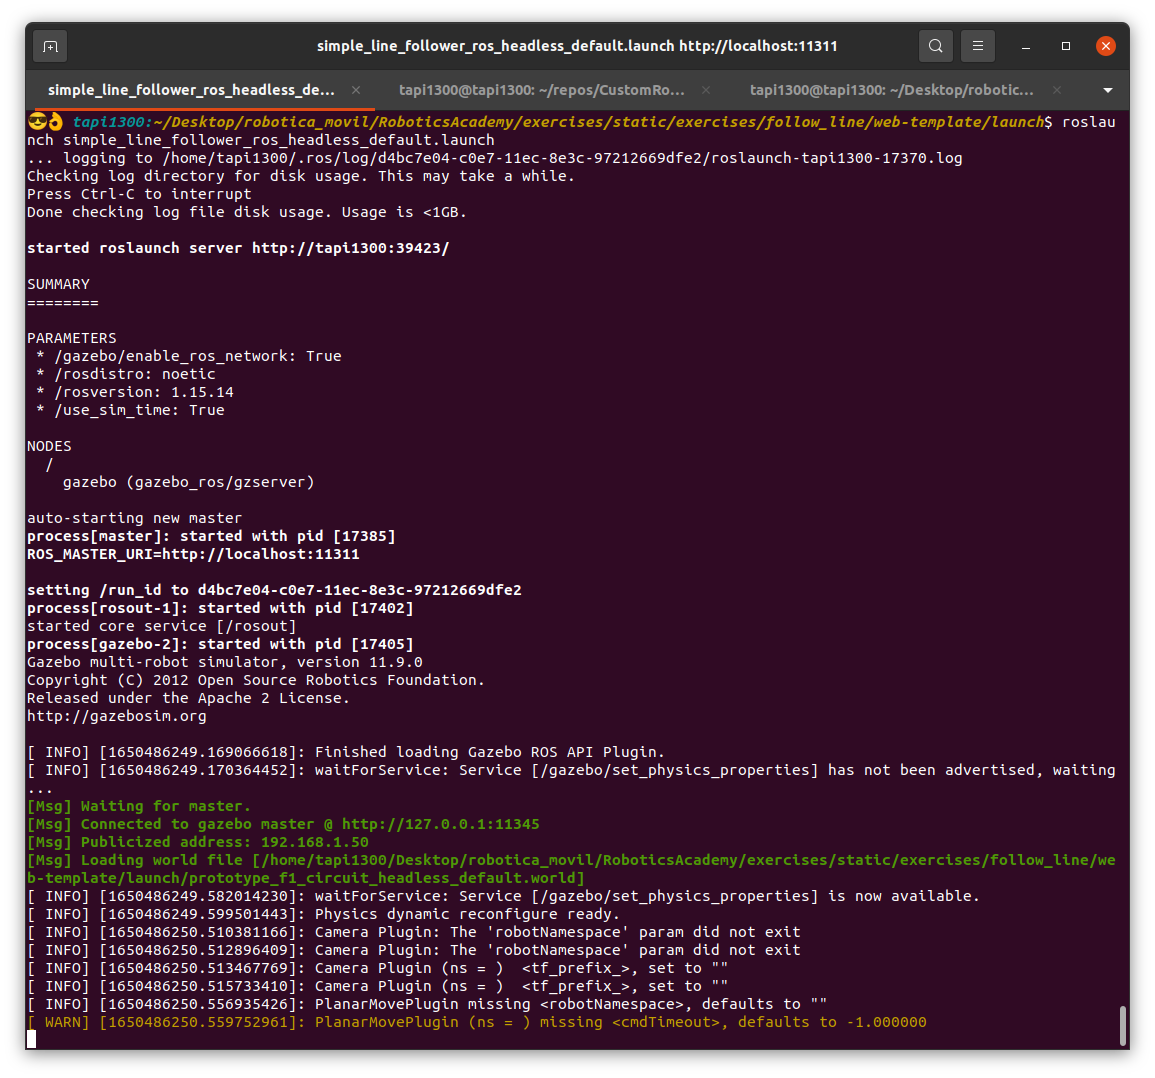 simple_line_follower_ros_headless_default.launch http://localhost:11311
simple_line_follower_ros_headless_de...
tapi1300@tapi1300: ~/repos/CustomRo...
tapi1300@tapi1300: ~/Desktop/robotic...
😎👌 tapi1300:~/Desktop/robotica_movil/RoboticsAcademy/exercises/static/exercises/follow_line/web-template/launch$ roslau
nch simple_line_follower_ros_headless_default.launch
... logging to /home/tapi1300/.ros/log/d4bc7e04-c0e7-11ec-8e3c-97212669dfe2/roslaunch-tapi1300-17370.log
Checking log directory for disk usage. This may take a while.
Press Ctrl-C to interrupt
Done checking log file disk usage. Usage is <1GB.
started roslaunch server http://tapi1300:39423/
SUMMARY
========
PARAMETERS
 * /gazebo/enable_ros_network: True
 * /rosdistro: noetic
 * /rosversion: 1.15.14
 * /use_sim_time: True
NODES
  /
    gazebo (gazebo_ros/gzserver)
auto-starting new master
process[master]: started with pid [17385]
ROS_MASTER_URI=http://localhost:11311
setting /run_id to d4bc7e04-c0e7-11ec-8e3c-97212669dfe2
process[rosout-1]: started with pid [17402]
started core service [/rosout]
process[gazebo-2]: started with pid [17405]
Gazebo multi-robot simulator, version 11.9.0
Copyright (C) 2012 Open Source Robotics Foundation.
Released under the Apache 2 License.
http://gazebosim.org
[ INFO] [1650486249.169066618]: Finished loading Gazebo ROS API Plugin.
[ INFO] [1650486249.170364452]: waitForService: Service [/gazebo/set_physics_properties] has not been advertised, waiting
...
[Msg] Waiting for master.
[Msg] Connected to gazebo master @ http://127.0.0.1:11345
[Msg] Publicized address: 192.168.1.50
[Msg] Loading world file [/home/tapi1300/Desktop/robotica_movil/RoboticsAcademy/exercises/static/exercises/follow_line/we
b-template/launch/prototype_f1_circuit_headless_default.world]
[ INFO] [1650486249.582014230]: waitForService: Service [/gazebo/set_physics_properties] is now available.
[ INFO] [1650486249.599501443]: Physics dynamic reconfigure ready.
[ INFO] [1650486250.510381166]: Camera Plugin: The 'robotNamespace' param did not exit
[ INFO] [1650486250.512896409]: Camera Plugin: The 'robotNamespace' param did not exit
[ INFO] [1650486250.513467769]: Camera Plugin (ns = )  <tf_prefix_>, set to ""
[ INFO] [1650486250.515733410]: Camera Plugin (ns = )  <tf_prefix_>, set to ""
[ INFO] [1650486250.556935426]: PlanarMovePlugin missing <robotNamespace>, defaults to ""
[ WARN] [1650486250.559752961]: PlanarMovePlugin (ns = ) missing <cmdTimeout>, defaults to -1.000000